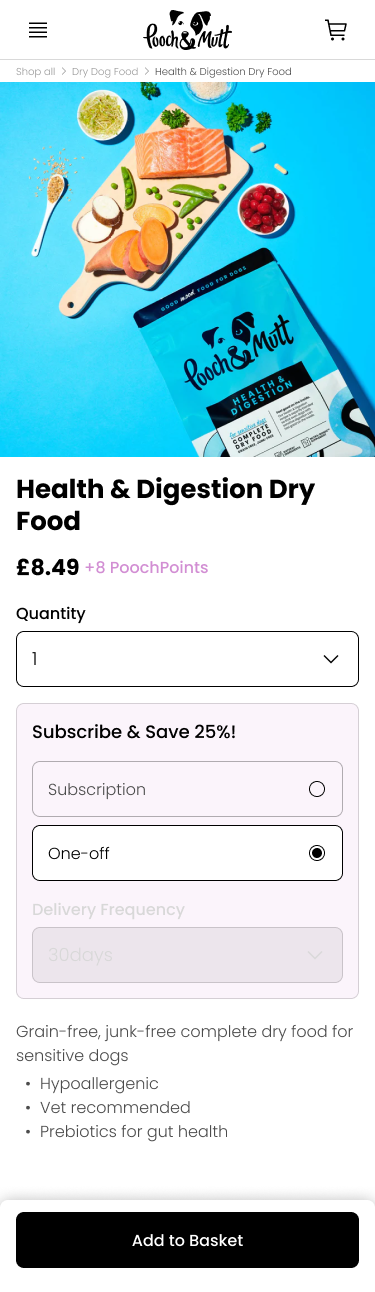 Pooch&Mutt
Shop all > Dry Dog Food > Health & Digestion Dry Food
GOOD MOOD FOOD FOR DOGS
Pooch&Mutt
HEALTH &
DIGESTION
for sensitive dogs
COMPLETE
DRY FOOD
Health & Digestion Dry
Food
£8.49 +8 PoochPoints
Quantity
1
Subscribe & Save 25%!
Subscription
One-off
Delivery Frequency
30days
Grain-free, junk-free complete dry food for
sensitive dogs
• Hypoallergenic
• Vet recommended
• Prebiotics for gut health
Add to Basket